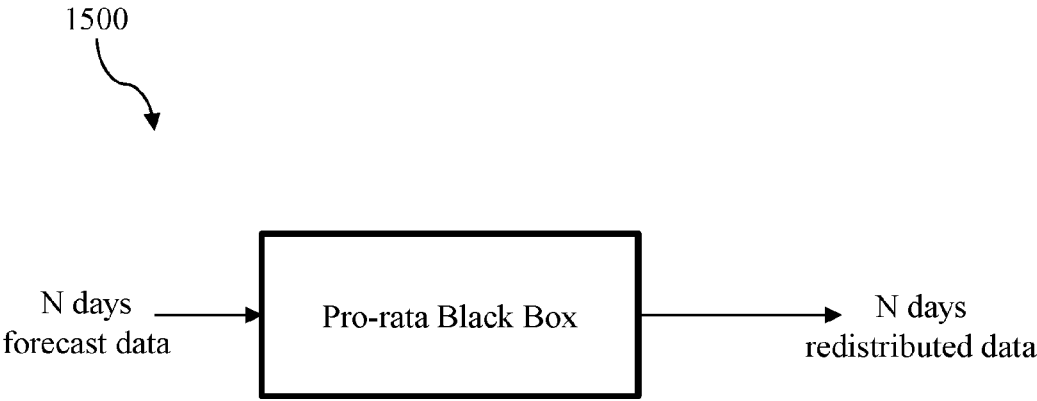 1500
N days
forecast data
Pro-rata Black Box
N days
redistributed data